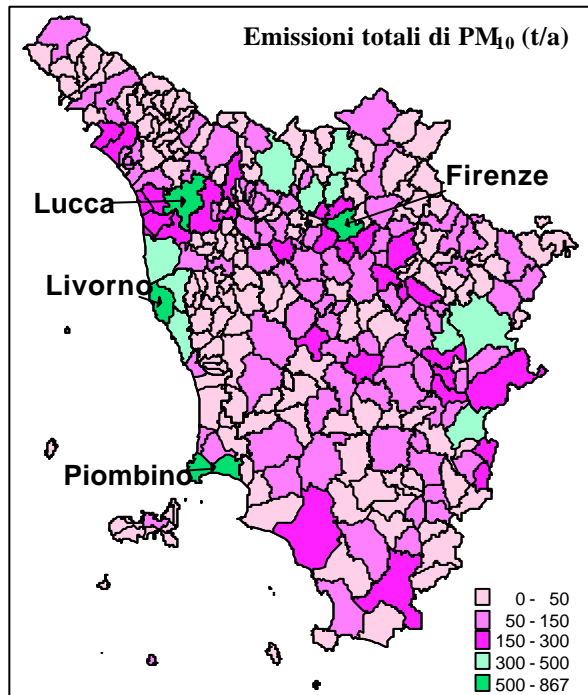 Emissioni totali di PM10 (t/a)
Firenze
Lucca
Livorno
Piombino
0 - 50
50 - 150
150 - 300
300 - 500
500 - 867